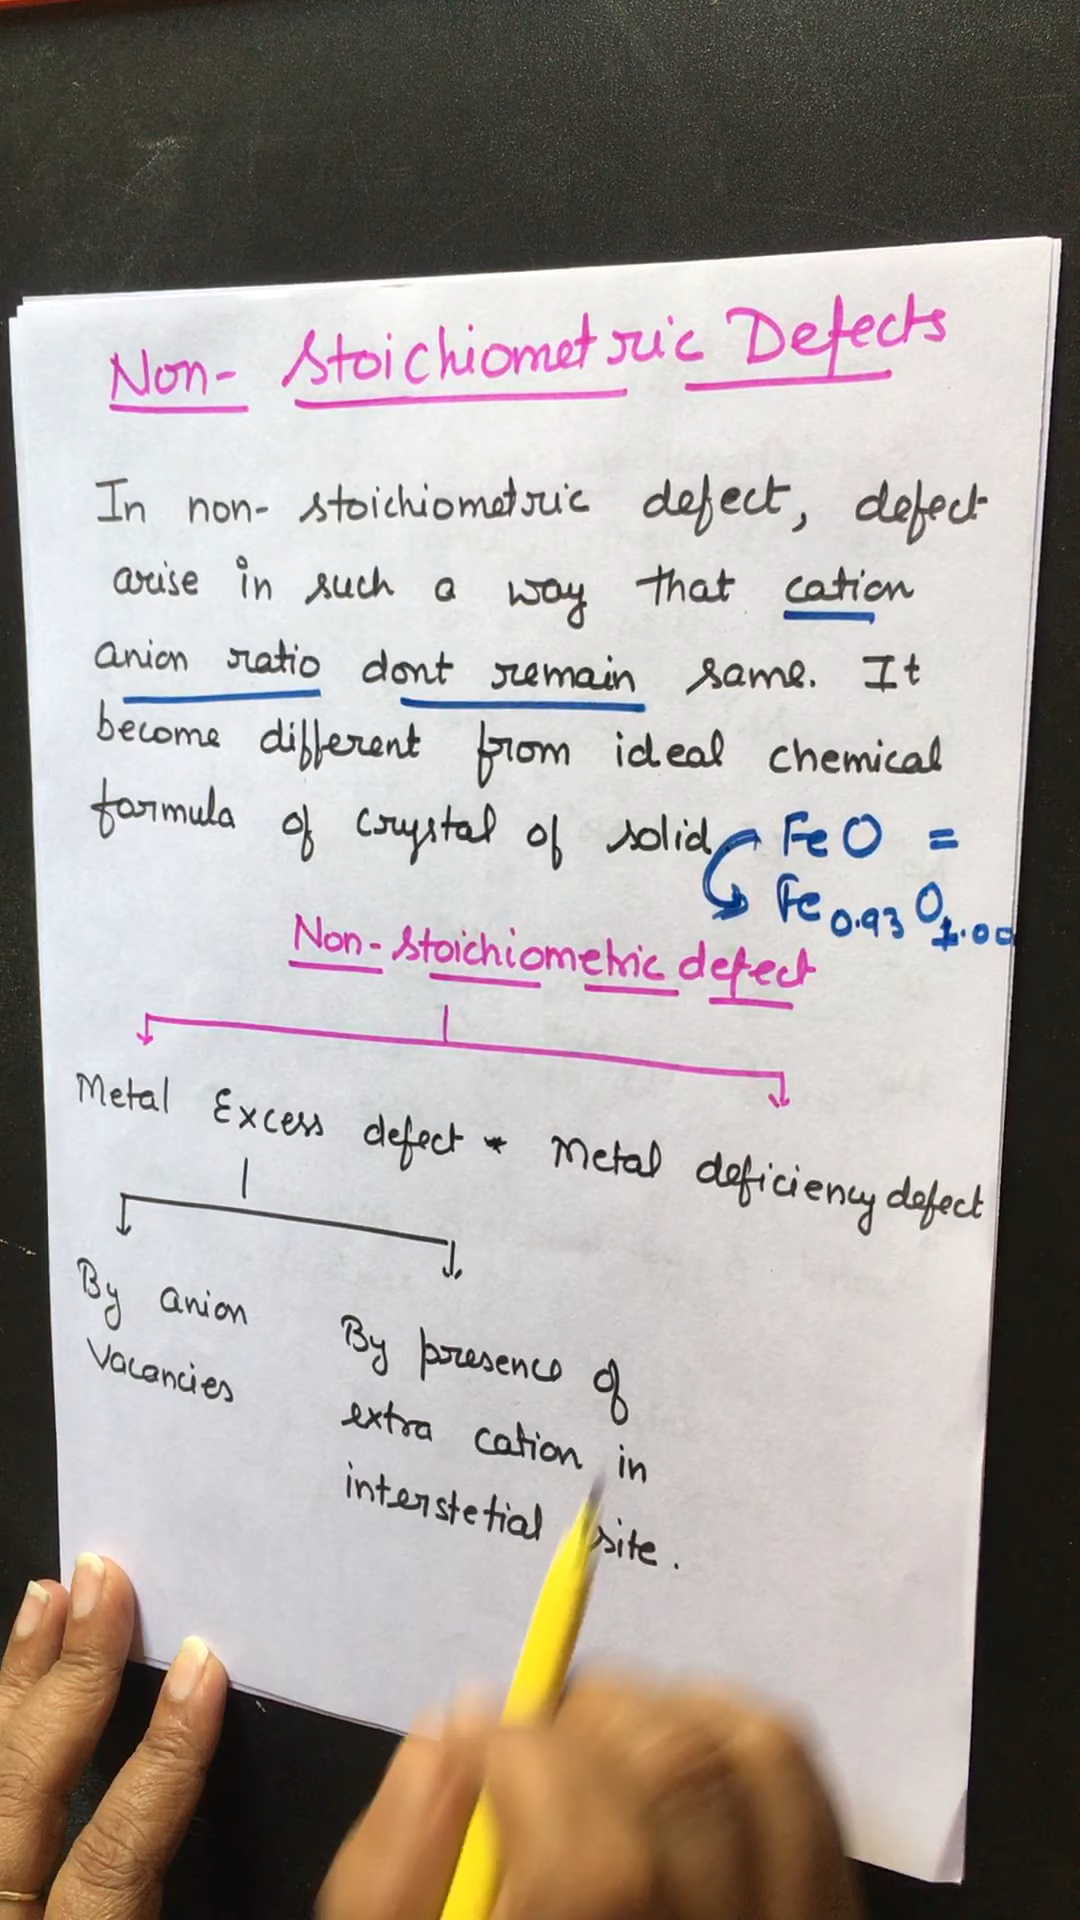 Non- Stoichiometric Defects
In non- stoichiometric defect, defect
arise in such a way that cation
anion ratio dont remain same. It
become different from ideal chemical
formula of crystal of solid FeO =
Fe0.93 O1.00
Non-stoichiometric defect
Metal Excess defect * Metal deficiency defect
By anion
vacancies
By presence of
extra cation in
interstetial site.